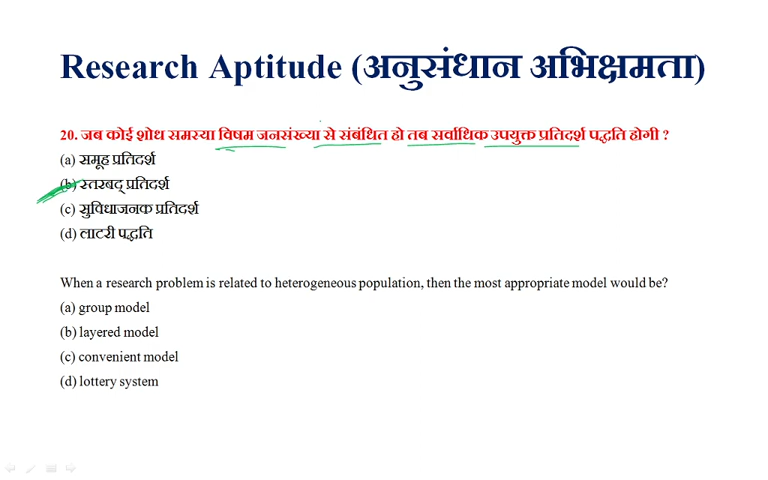 Research Aptitude (अनुसंधान अभिक्षमता)
20. जब कोई शोध समस्या विषम जनसंख्या से संबंधित हो तब सर्वाधिक उपयुक्त प्रतिदर्श पद्धति होगी ?
(a) समूह प्रतिदर्श
(b) स्तरबद् प्रतिदर्श
(c) सुविधाजनक प्रतिदर्श
(d) लाटरी पद्धति
When a research problem is related to heterogeneous population, then the most appropriate model would be?
(a) group model
(b) layered model
(c) convenient model
(d) lottery system